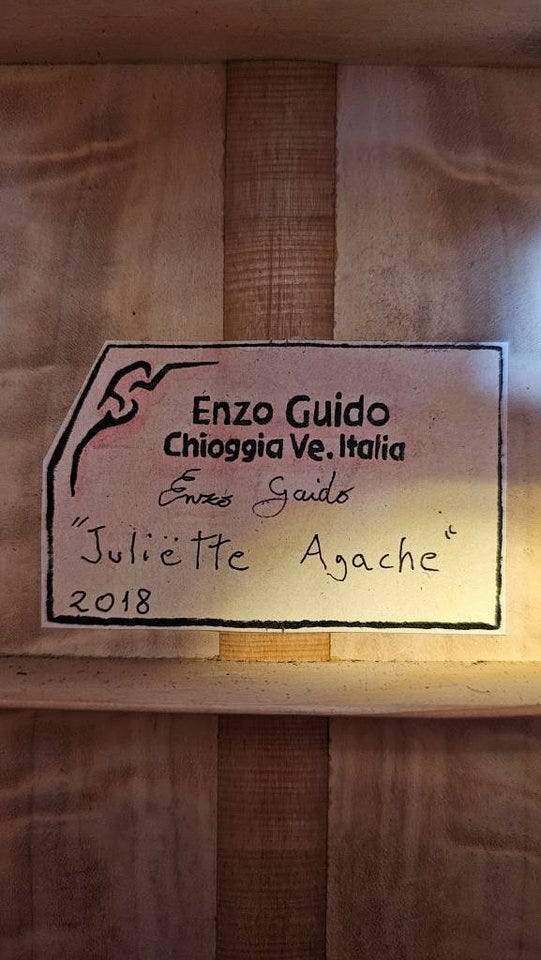 Enzo Guido
Chioggia Ve. Italia
Enzo Guido
"Juliëtte Agache"
2018